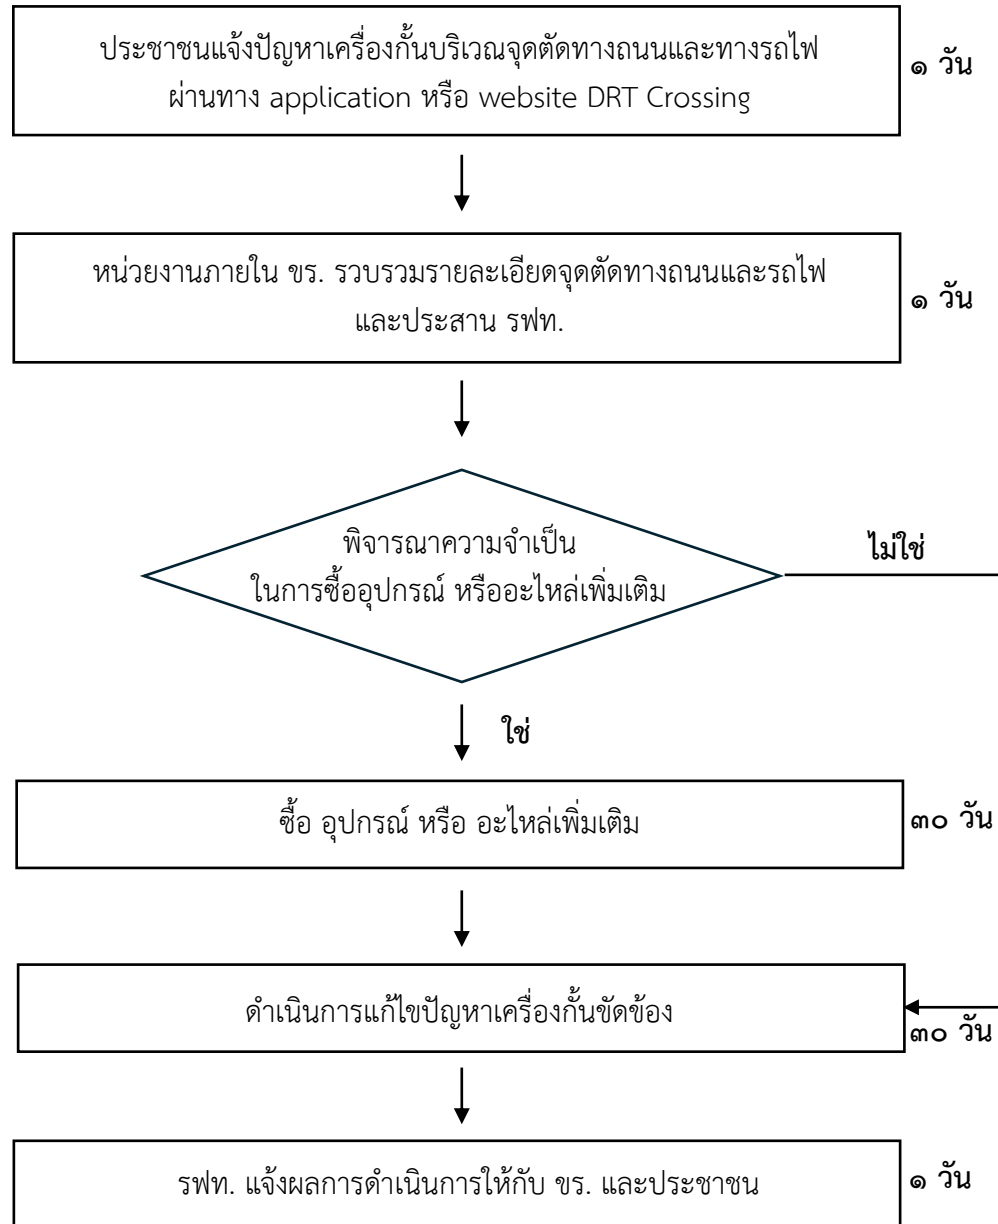 ประชาชนแจ้งปัญหาเครื่องกั้นบริเวณจุดตัดทางถนนและทางรถไฟ
ผ่านทาง application หรือ website DRT Crossing
๑ วัน
หน่วยงานภายใน ขร. รวบรวมรายละเอียดจุดตัดทางถนนและรถไฟ
และประสาน รฟท.
๑ วัน
พิจารณาความจำเป็น
ในการซื้ออุปกรณ์ หรืออะไหล่เพิ่มเติม
ไม่ใช่
ใช่
ซื้อ อุปกรณ์ หรือ อะไหล่เพิ่มเติม
๓๐ วัน
ดำเนินการแก้ไขปัญหาเครื่องกั้นขัดข้อง
๓๐ วัน
รฟท. แจ้งผลการดำเนินการให้กับ ขร. และประชาชน
๑ วัน